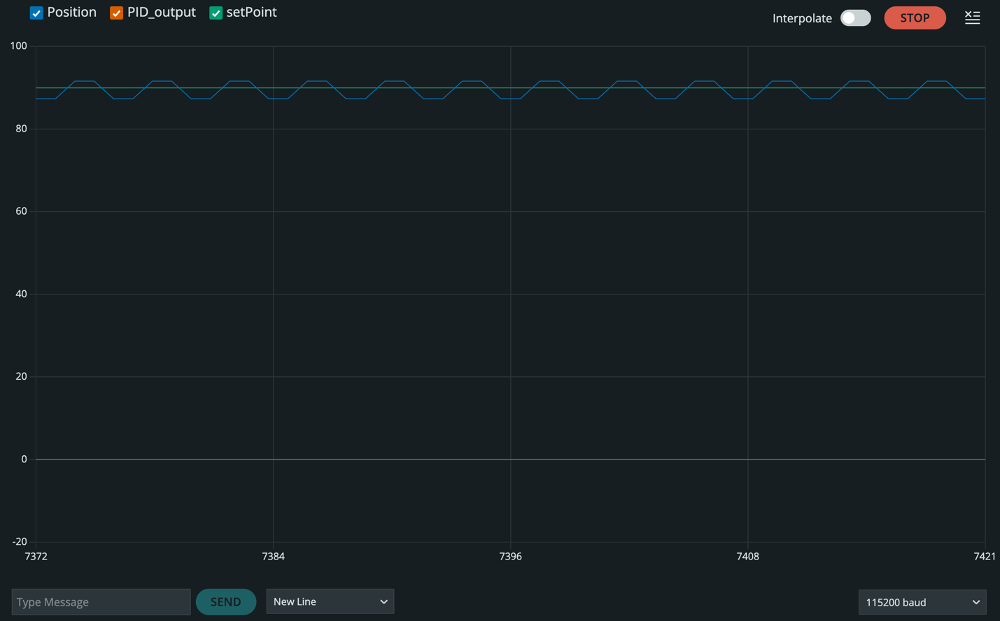 Position PID_output setPoint
Interpolate STOP
100
80
60
40
20
0
-20
7372 7384 7396 7408 7421
Type Message SEND New Line 115200 baud